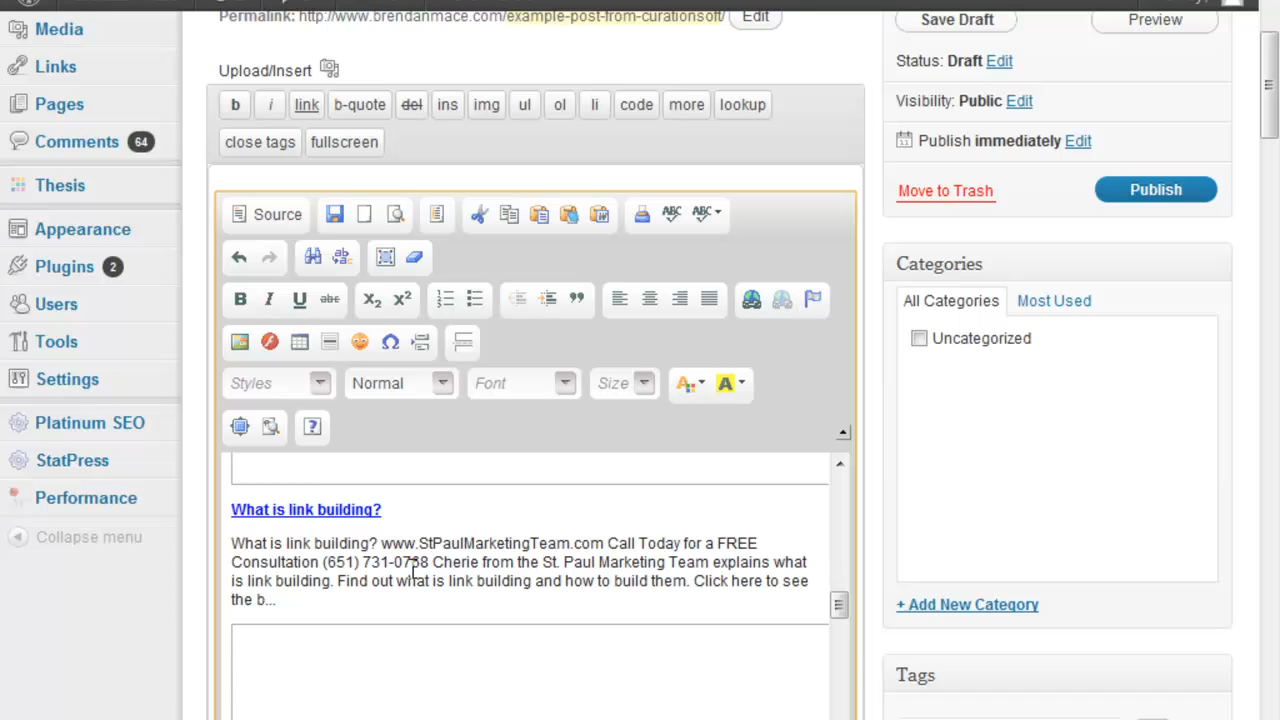 Permalink: http://www.brendanmace.com/example-post-from-curationsoft/ Edit
Save Draft Preview
Media
Links
Pages
Comments 64
Thesis
Appearance
Plugins 2
Users
Tools
Settings
Platinum SEO
StatPress
Performance
Collapse menu
Upload/Insert
b i link b-quote del ins img ul ol li code more lookup
close tags fullscreen
Source
ABC ABC
B I U abc X2 X2
Styles Normal Font Size A A
What is link building?
What is link building? www.StPaulMarketingTeam.com Call Today for a FREE
Consultation (651) 731-0738 Cherie from the St. Paul Marketing Team explains what
is link building. Find out what is link building and how to build them. Click here to see
the b...
Status: Draft Edit
Visibility: Public Edit
Publish immediately Edit
Move to Trash Publish
Categories
All Categories Most Used
Uncategorized
+ Add New Category
Tags